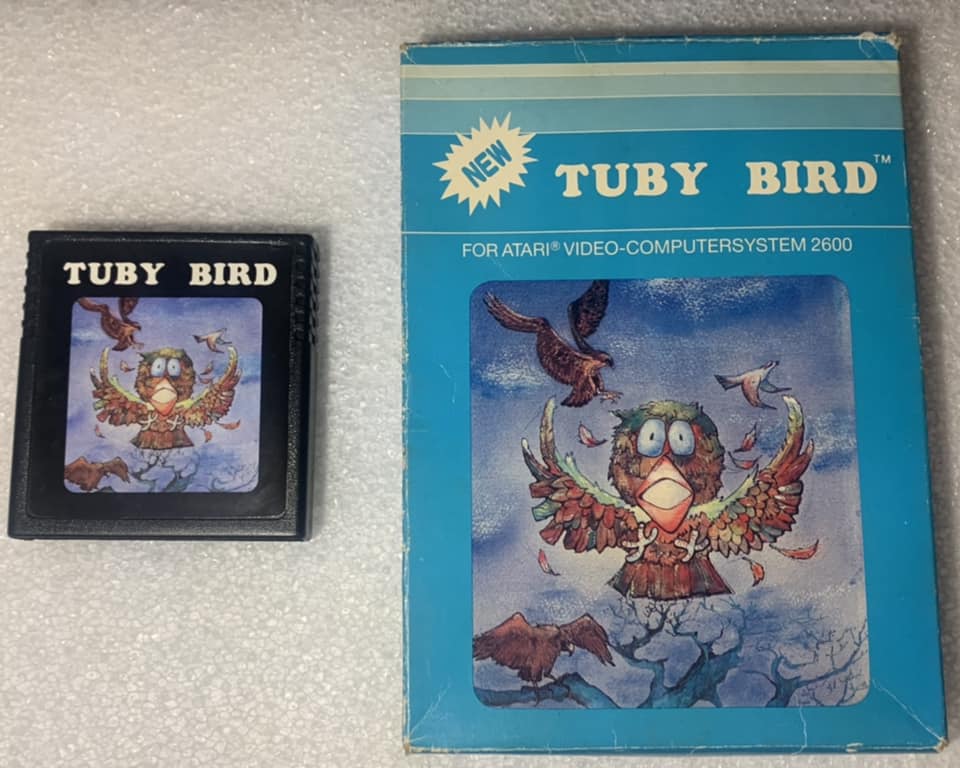 TUBY BIRD
NEW
TUBY BIRD™
FOR ATARI® VIDEO-COMPUTERSYSTEM 2600